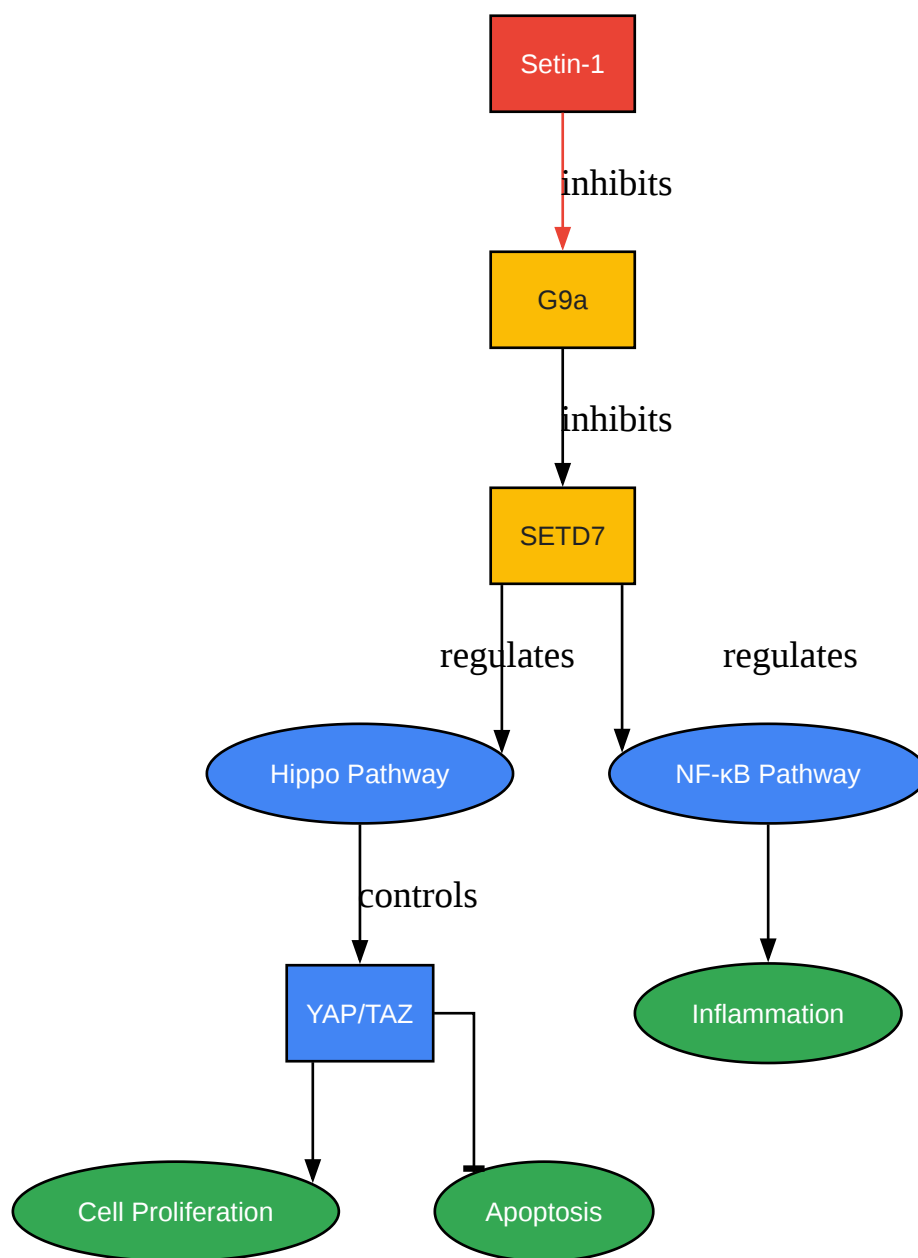 Setin-1
inhibits
G9a
inhibits
SETD7
regulates
regulates
Hippo Pathway
NF-κB Pathway
controls
YAP/TAZ
Inflammation
Cell Proliferation
Apoptosis